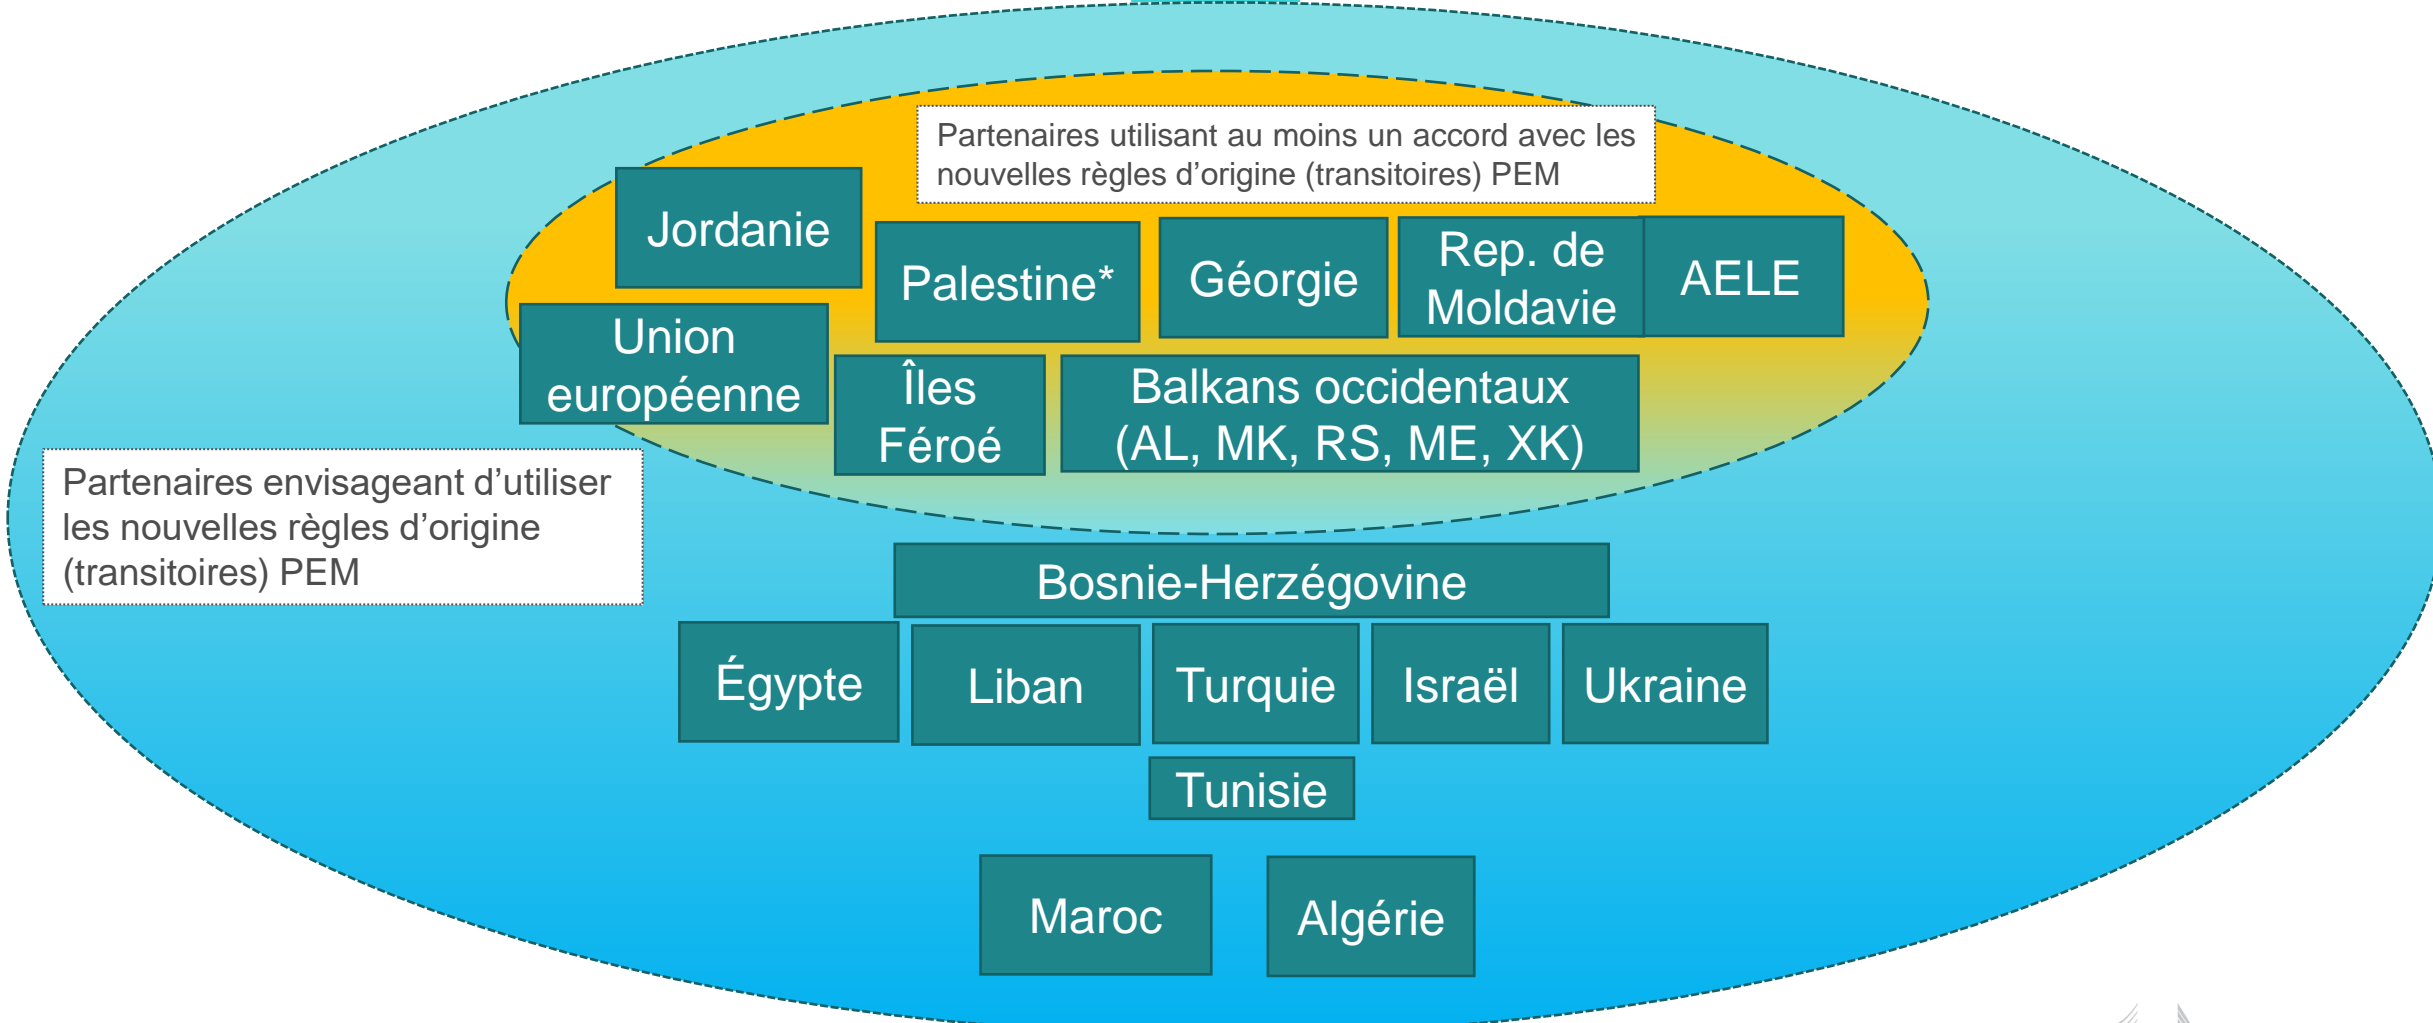 Partenaires utilisant au moins un accord avec les
nouvelles règles d’origine (transitoires) PEM
Jordanie
Palestine*
Géorgie
Rep. de
Moldavie
AELE
Union
européenne
Îles
Féroé
Balkans occidentaux
(AL, MK, RS, ME, XK)
Partenaires envisageant d’utiliser
les nouvelles règles d’origine
(transitoires) PEM
Bosnie-Herzégovine
Égypte
Liban
Turquie
Israël
Ukraine
Tunisie
Maroc
Algérie